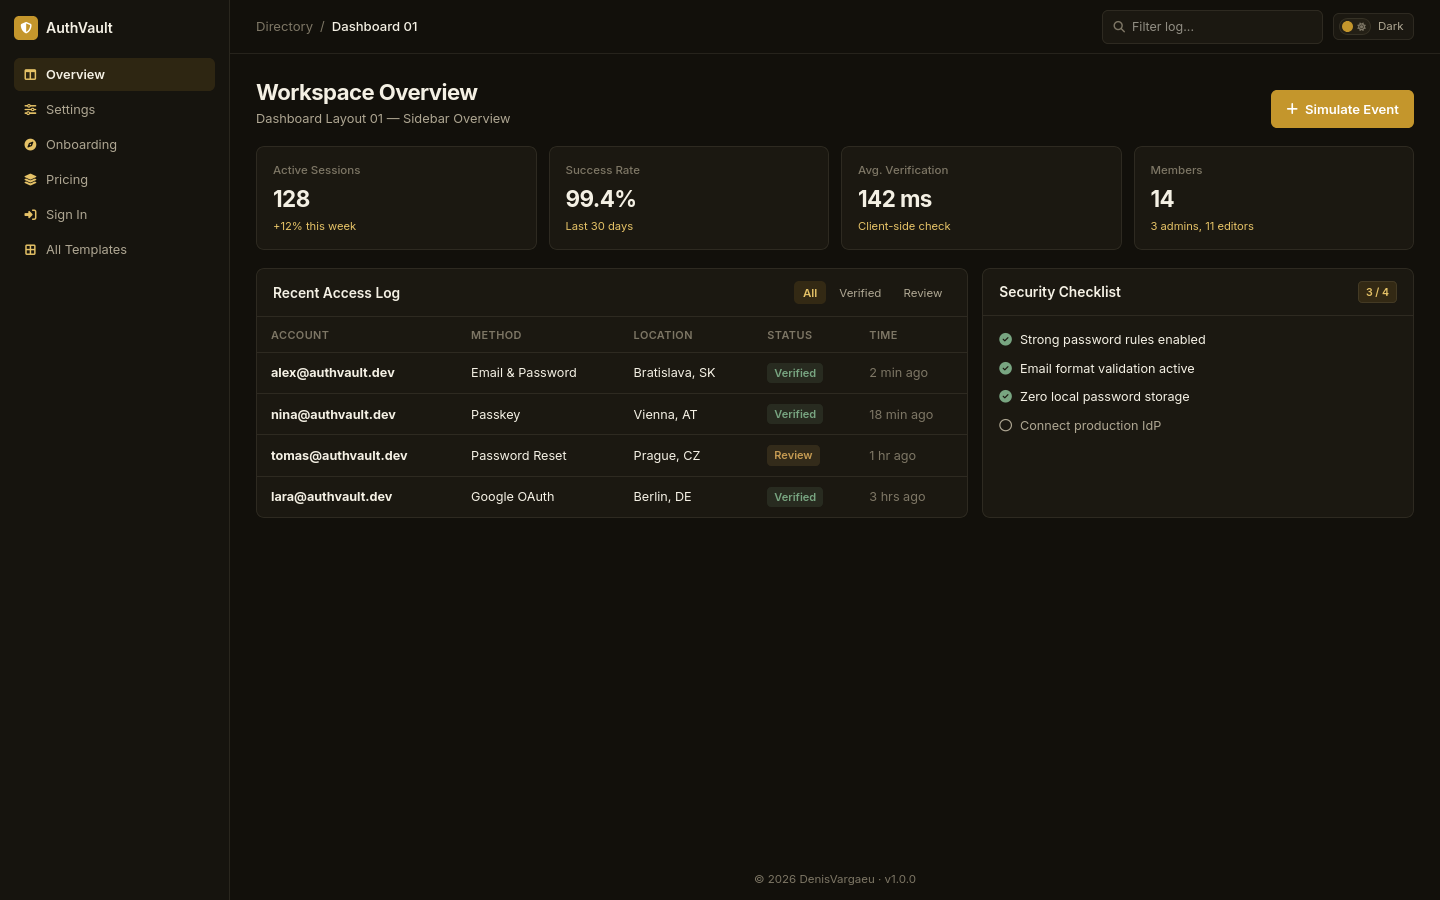 AuthVault
Overview
Settings
Onboarding
Pricing
Sign In
All Templates
Directory / Dashboard 01
Filter log...
Dark
Workspace Overview
Dashboard Layout 01 — Sidebar Overview
Simulate Event
Active Sessions
128
+12% this week
Success Rate
99.4%
Last 30 days
Avg. Verification
142 ms
Client-side check
Members
14
3 admins, 11 editors
Recent Access Log
All Verified Review
ACCOUNT METHOD LOCATION STATUS TIME
alex@authvault.dev Email & Password Bratislava, SK Verified 2 min ago
nina@authvault.dev Passkey Vienna, AT Verified 18 min ago
tomas@authvault.dev Password Reset Prague, CZ Review 1 hr ago
lara@authvault.dev Google OAuth Berlin, DE Verified 3 hrs ago
Security Checklist 3 / 4
Strong password rules enabled
Email format validation active
Zero local password storage
Connect production IdP
© 2026 DenisVargaeu · v1.0.0